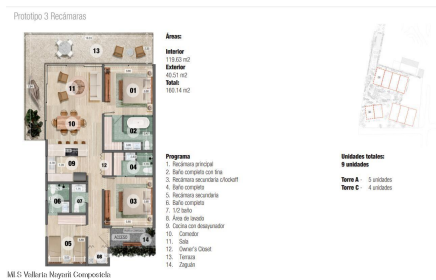 Prototipo 3 Recámaras
Áreas:
Interior
119.63 m2
Exterior
40.51 m2
Total:
160.14 m2
13
11
01
10
02
09
12
04
06
07
03
05
08
14
ACCESO
Programa
1. Recámara principal
2. Baño completo con tina
3. Recámara secundaria c/lockoff
4. Baño completo
5. Recámara secundaria
6. Baño completo
7. 1/2 baño
8. Área de lavado
9. Cocina con desayunador
10. Comedor
11. Sala
12. Owner's Closet
13. Terraza
14. Zaguán
Unidades totales:
9 unidades
Torre A - 5 unidades
Torre C - 4 unidades
MLS Vallarta Nayarit Compostela